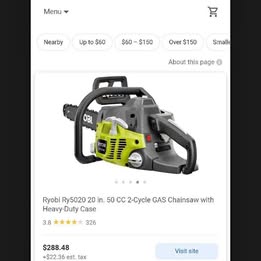 Menu
Nearby Up to $60 $60 – $150 Over $150 Smalle
About this page
Ryobi Ry5020 20 in. 50 CC 2-Cycle GAS Chainsaw with
Heavy-Duty Case
3.8 326
$288.48
+$22.36 est. tax
Visit site